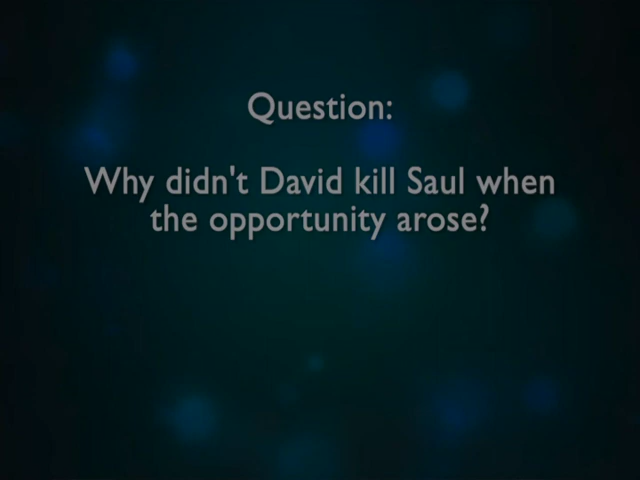 Question:
Why didn't David kill Saul when
the opportunity arose?